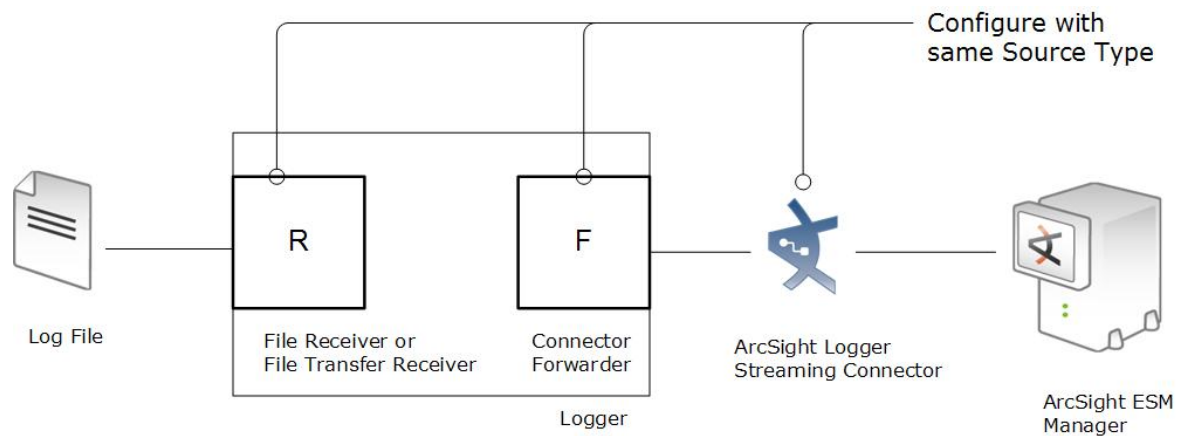 Configure with
same Source Type
R
F
Log File
File Receiver or
File Transfer Receiver
Connector
Forwarder
ArcSight Logger
Streaming Connector
Logger
ArcSight ESM
Manager